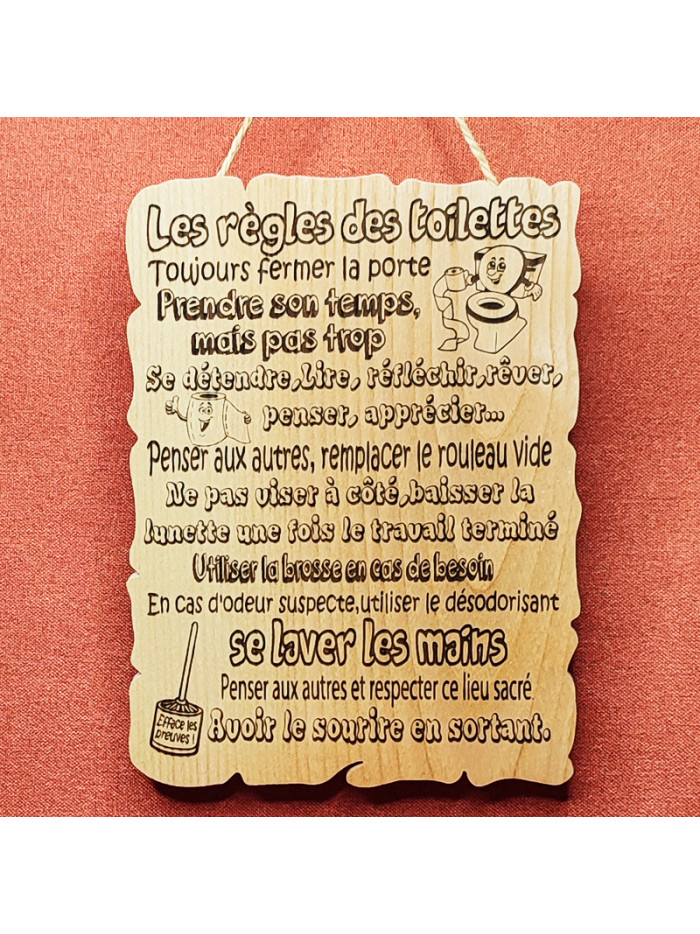 Les règles des toilettes
Toujours fermer la porte
Prendre son temps,
mais pas trop
Se détendre,Lire, réfléchir,rêver,
penser, apprécier...
Penser aux autres, remplacer le rouleau vide
Ne pas viser à côté,baisser la
lunette une fois le travail terminé
Utiliser la brosse en cas de besoin
En cas d'odeur suspecte,utiliser le désodorisant
se laver les mains
Penser aux autres et respecter ce lieu sacré
Efface les
preuves !
Avoir le sourire en sortant.